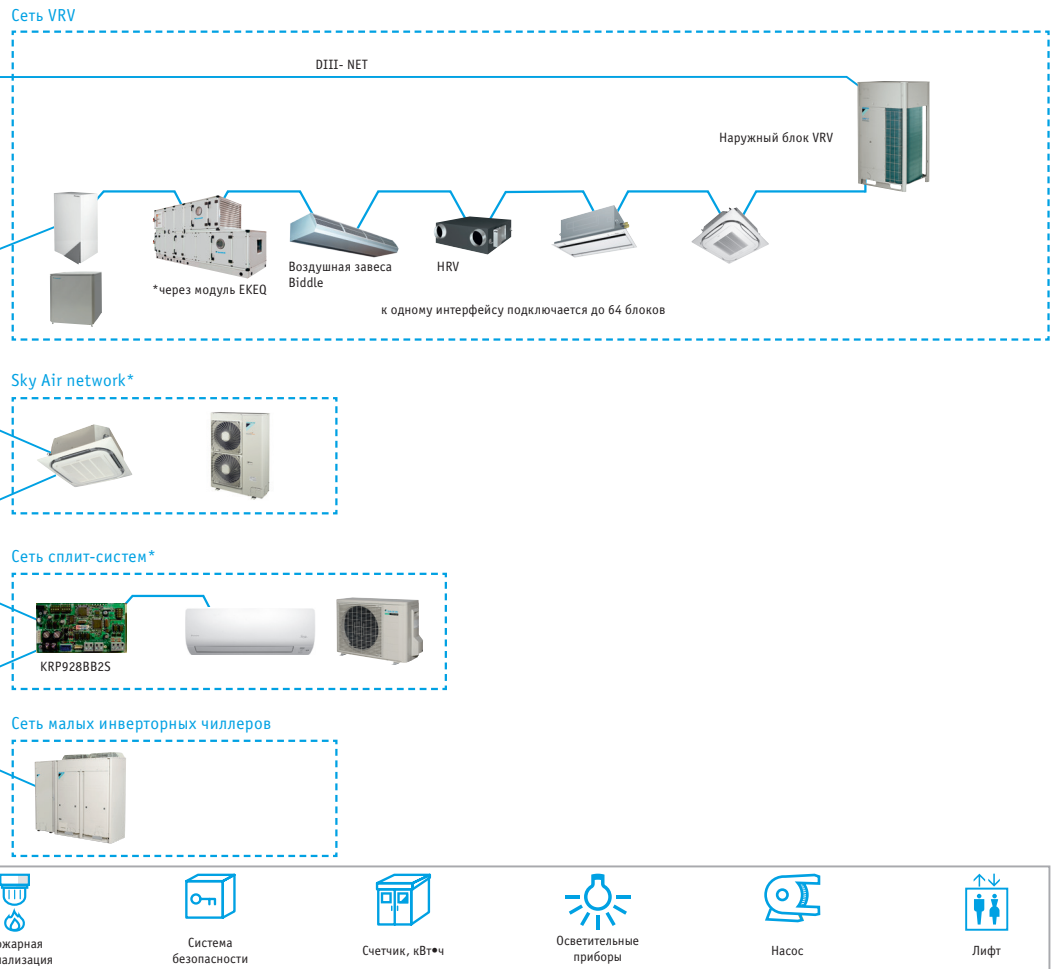 Сеть VRV
DIII- NET
Наружный блок VRV
*через модуль EKEQ
Воздушная завеса
Biddle
HRV
к одному интерфейсу подключается до 64 блоков
Sky Air network*
Сеть сплит-систем*
KRP928BB2S
Сеть малых инверторных чиллеров
Система
безопасности
Счетчик, кВт•ч
Осветительные
приборы
Насос
Лифт